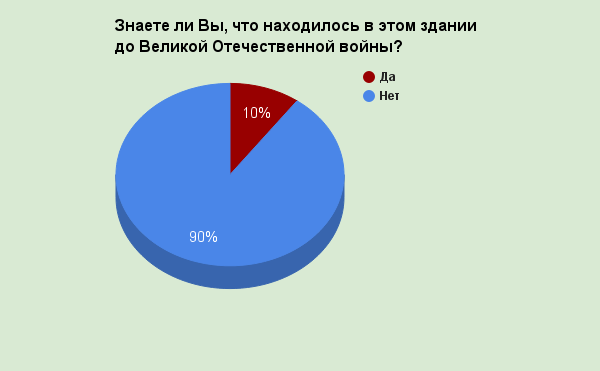 Знаете ли Вы, что находилось в этом здании
до Великой Отечественной войны?
Да
Нет
10%
90%